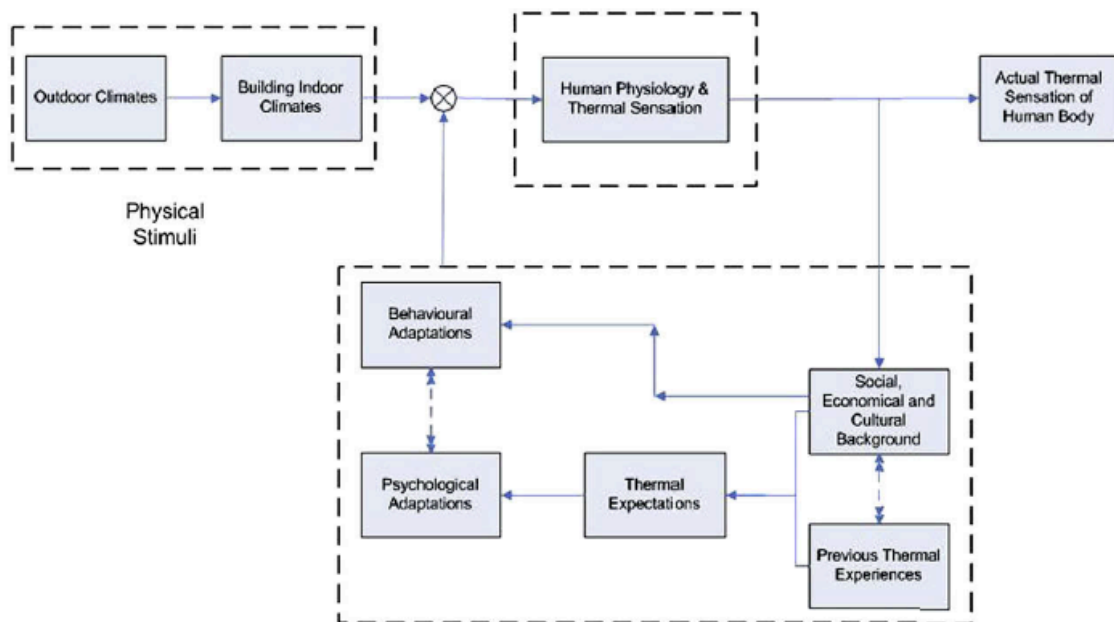 Outdoor Climates
Building Indoor
Climates
Human Physiology &
Thermal Sensation
Actual Thermal
Sensation of
Human Body
Physical
Stimuli
Behavioural
Adaptations
Social,
Economical and
Cultural
Background
Psychological
Adaptations
Thermal
Expectations
Previous Thermal
Experiences